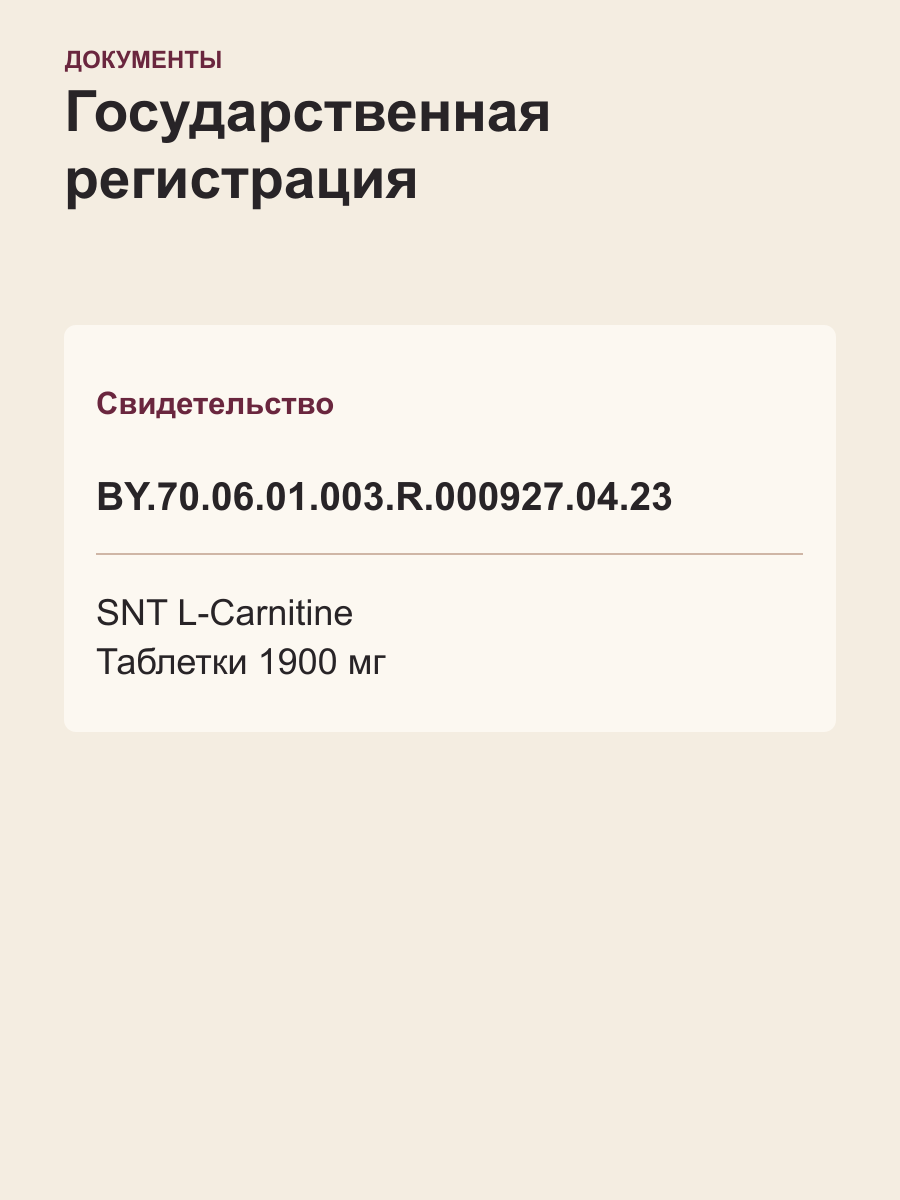 ДОКУМЕНТЫ
Государственная
регистрация
Свидетельство
BY.70.06.01.003.R.000927.04.23
SNT L-Carnitine
Таблетки 1900 мг